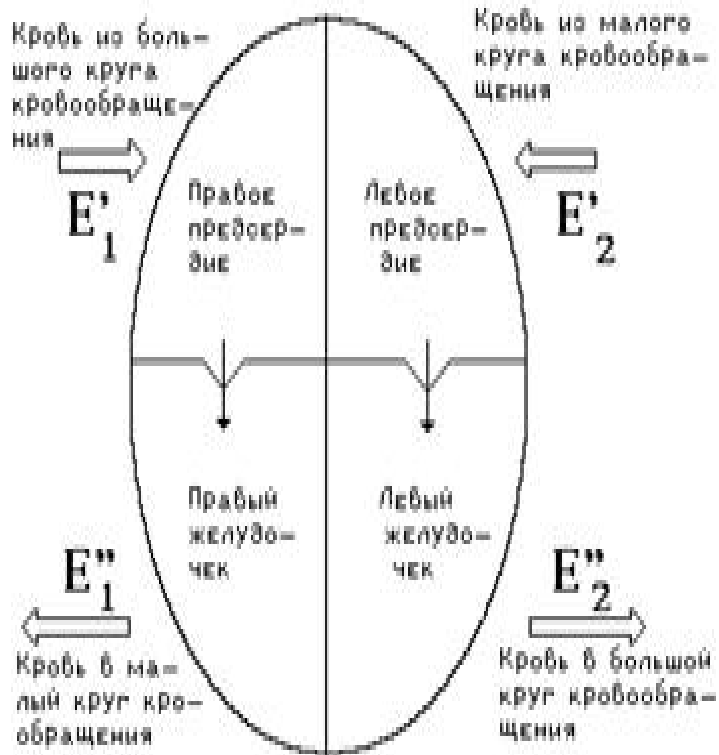 Кровь из боль-
шого круга
кровообраще-
ния
E'1
Кровь из малого
круга кровообра-
щения
E'2
Правое
предсер-
дие
Левое
предсер-
дие
Правый
желудо-
чек
Левый
желудо-
чек
E"1
Кровь в ма-
лый круг кро-
обращения
E"2
Кровь в большой
круг кровообра-
щения